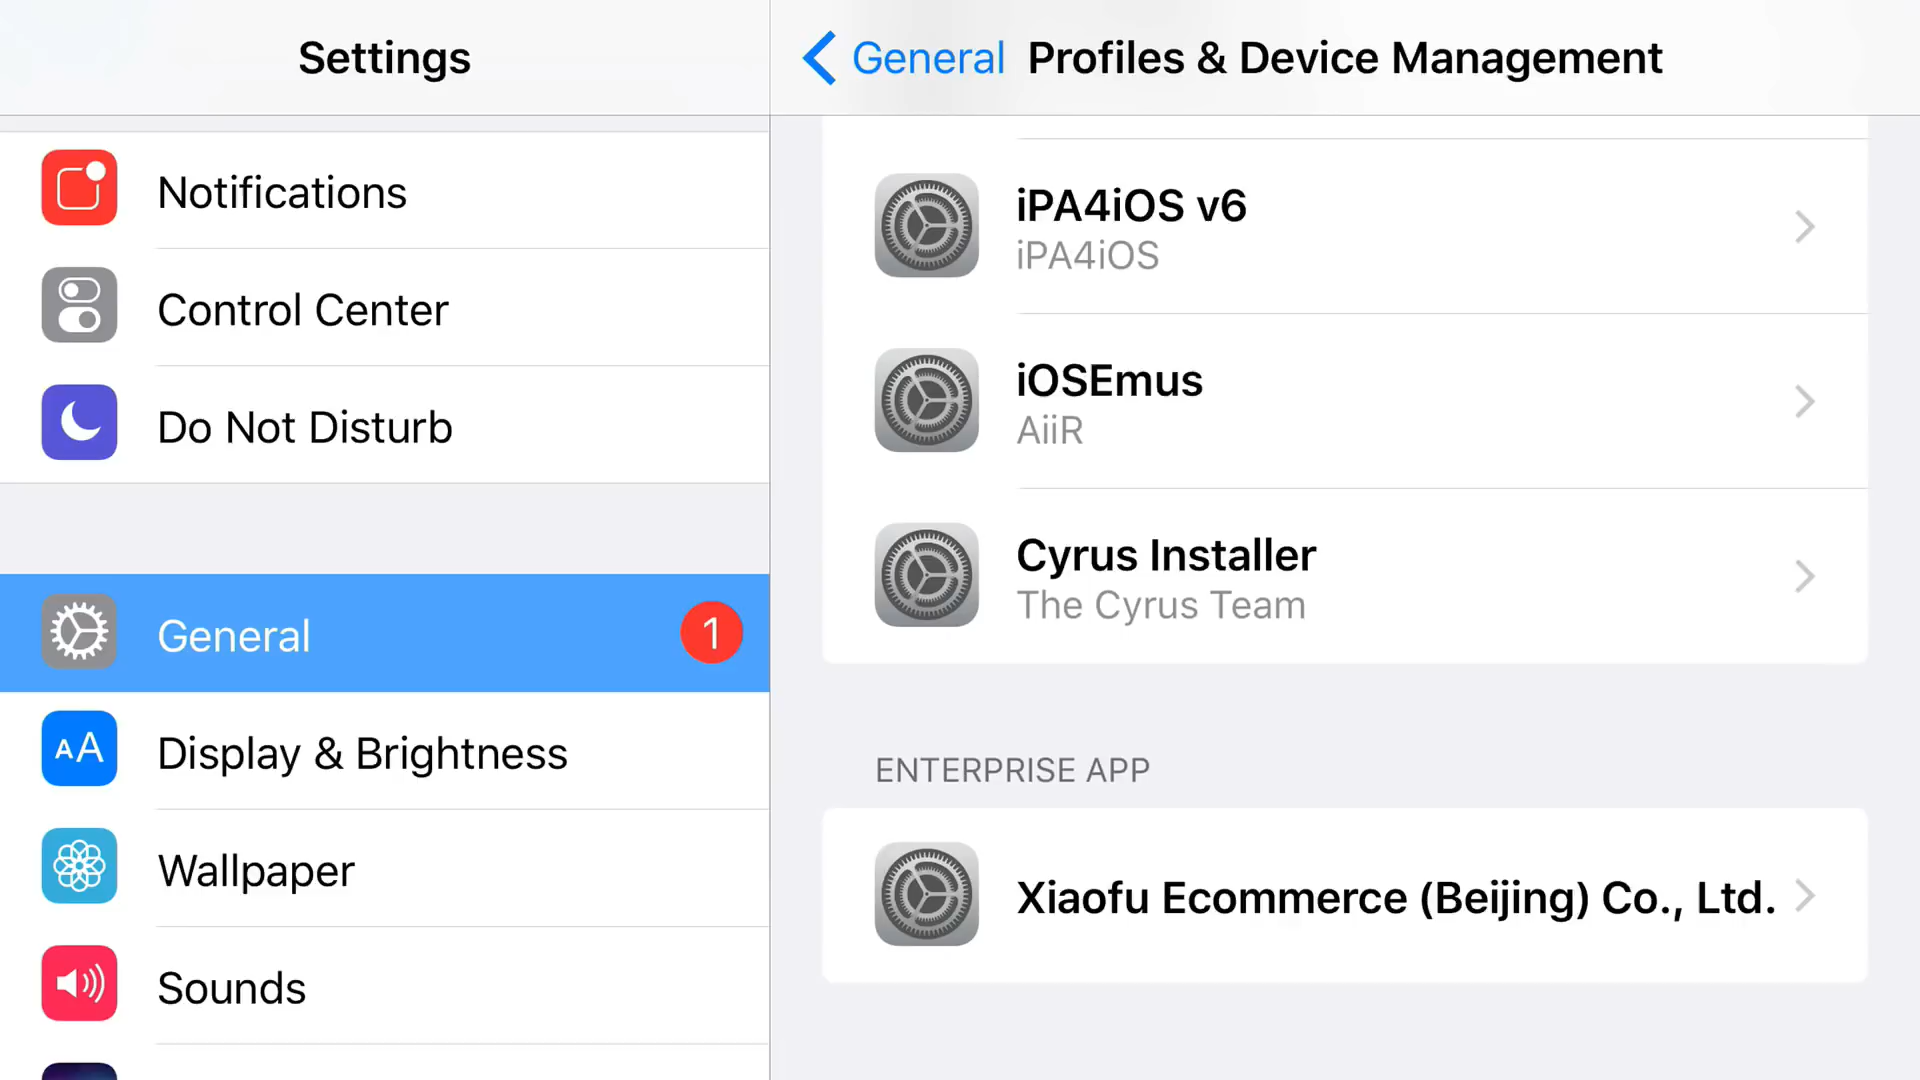 Settings
Notifications
Control Center
Do Not Disturb
General
1
AA Display & Brightness
Wallpaper
Sounds
General Profiles & Device Management
iPA4iOS v6
iPA4iOS
iOSEmus
AiiR
Cyrus Installer
The Cyrus Team
ENTERPRISE APP
Xiaofu Ecommerce (Beijing) Co., Ltd.